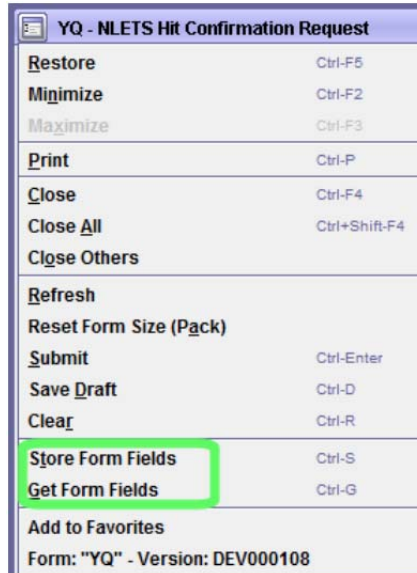 YQ - NLETS Hit Confirmation Request
Restore Ctrl-F5
Minimize Ctrl-F2
Maximize Ctrl-F3
Print Ctrl-P
Close Ctrl-F4
Close All Ctrl+Shift-F4
Close Others
Refresh
Reset Form Size (Pack)
Submit Ctrl-Enter
Save Draft Ctrl-D
Clear Ctrl-R
Store Form Fields Ctrl-S
Get Form Fields Ctrl-G
Add to Favorites
Form: "YQ" - Version: DEV000108